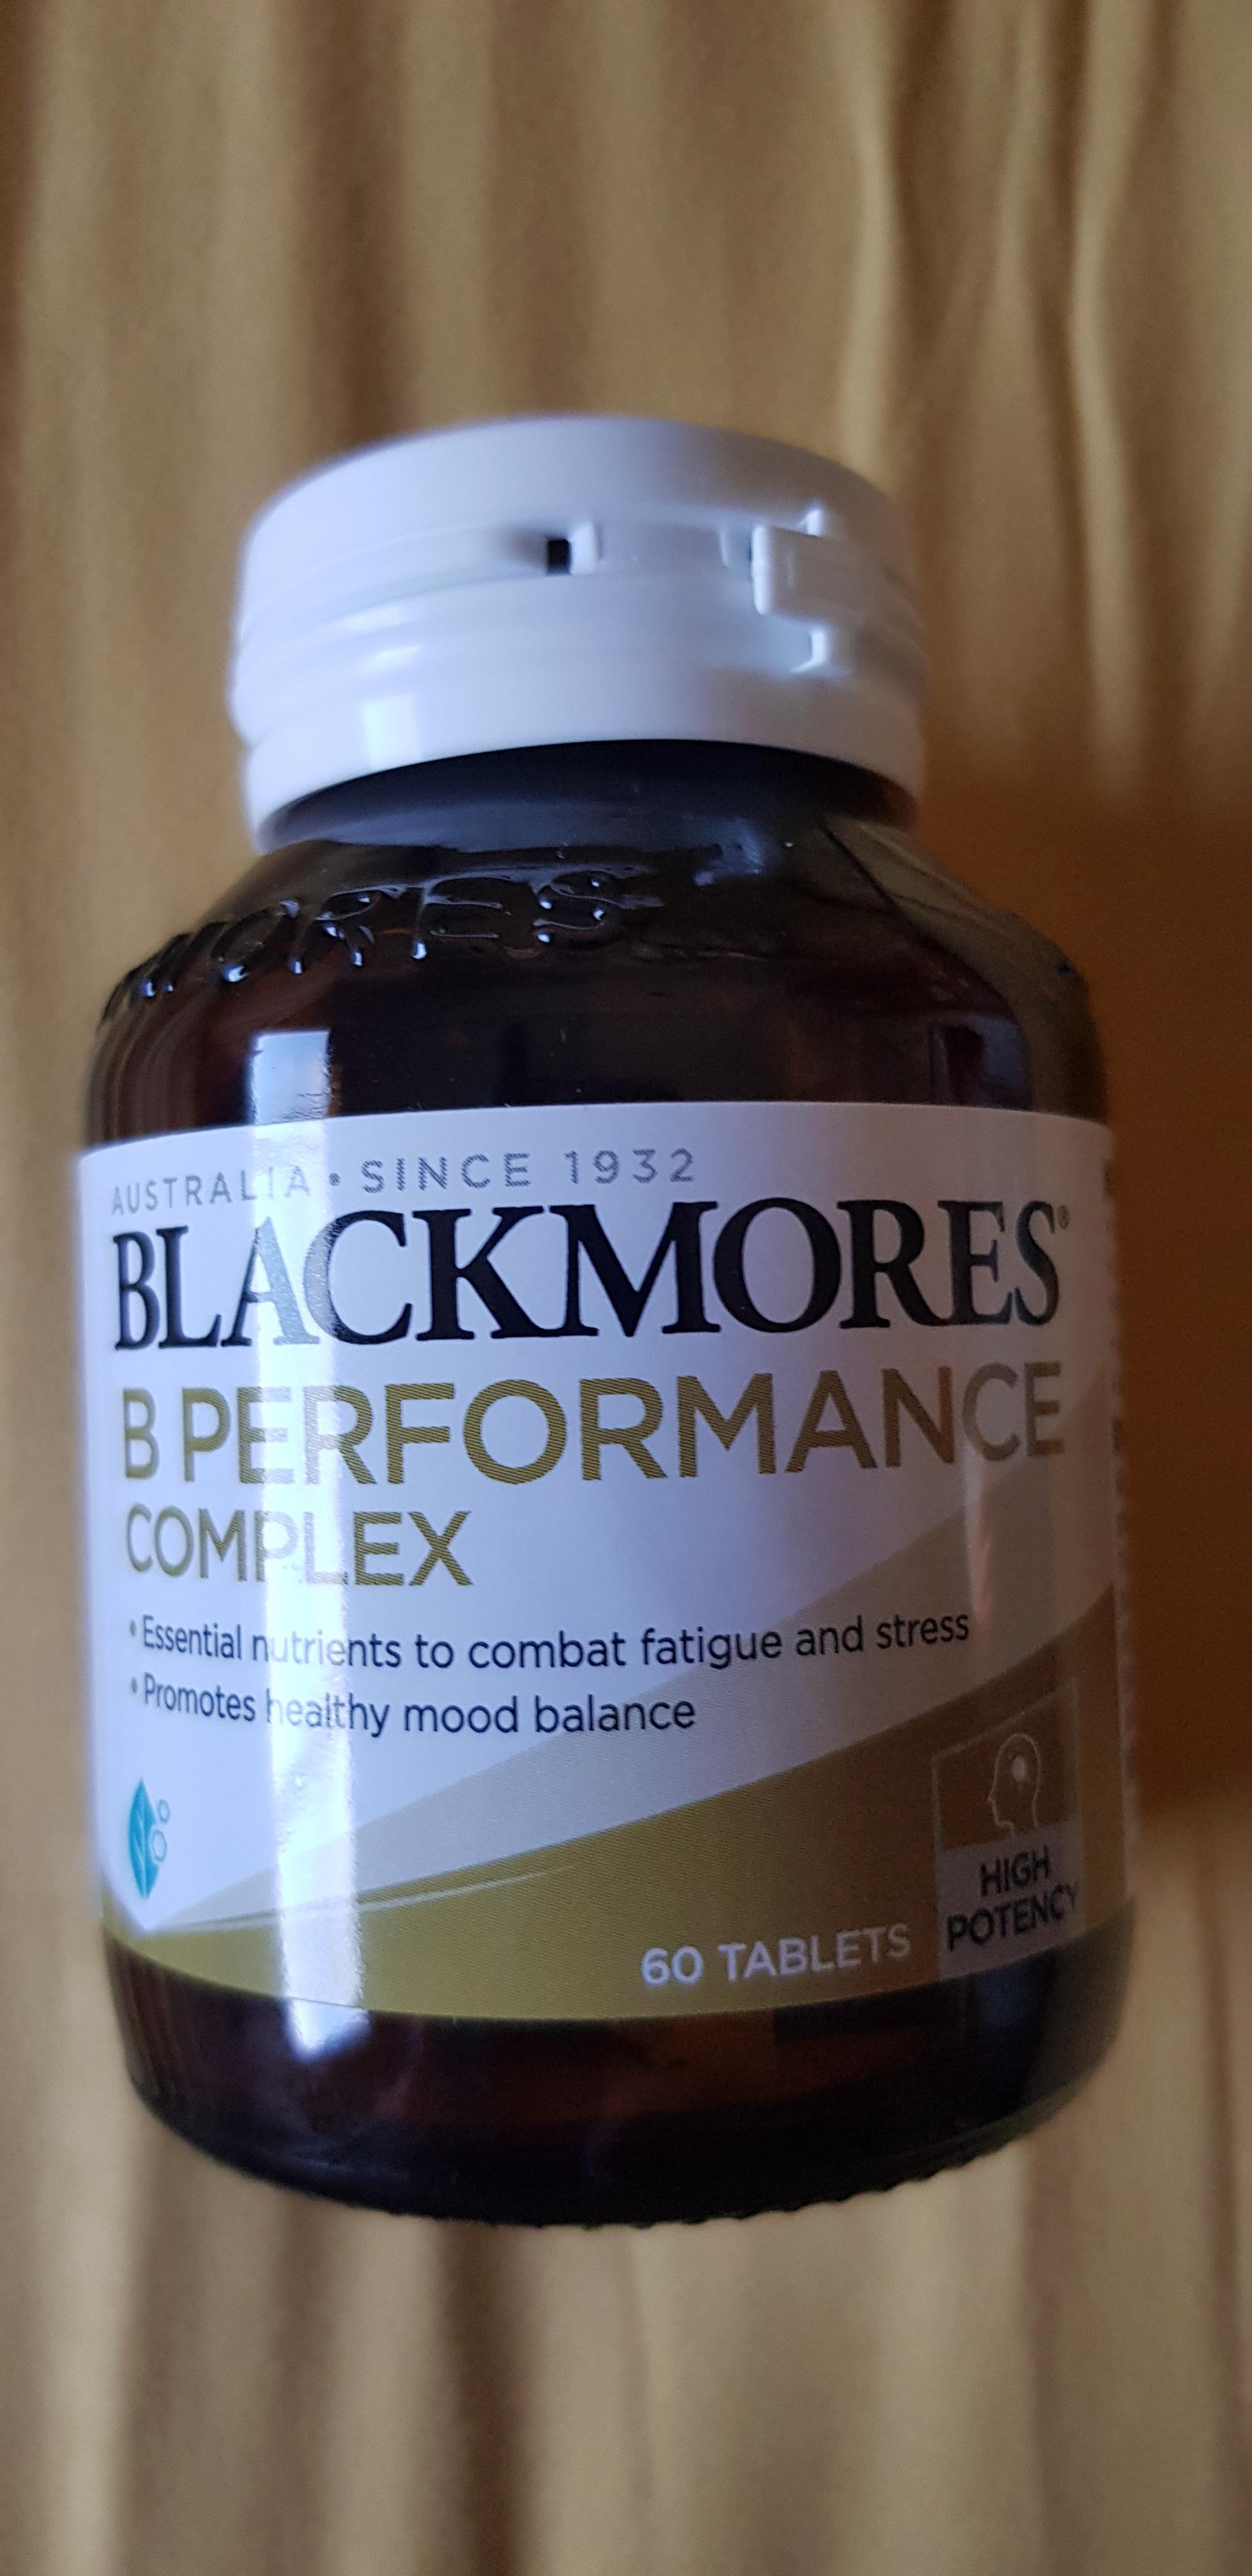 MORES
AUSTRALIA • SINCE 1932
BLACKMORES®
B PERFORMANCE
COMPLEX
• Essential nutrients to combat fatigue and stress
• Promotes healthy mood balance
HIGH
POTENCY
60 TABLETS